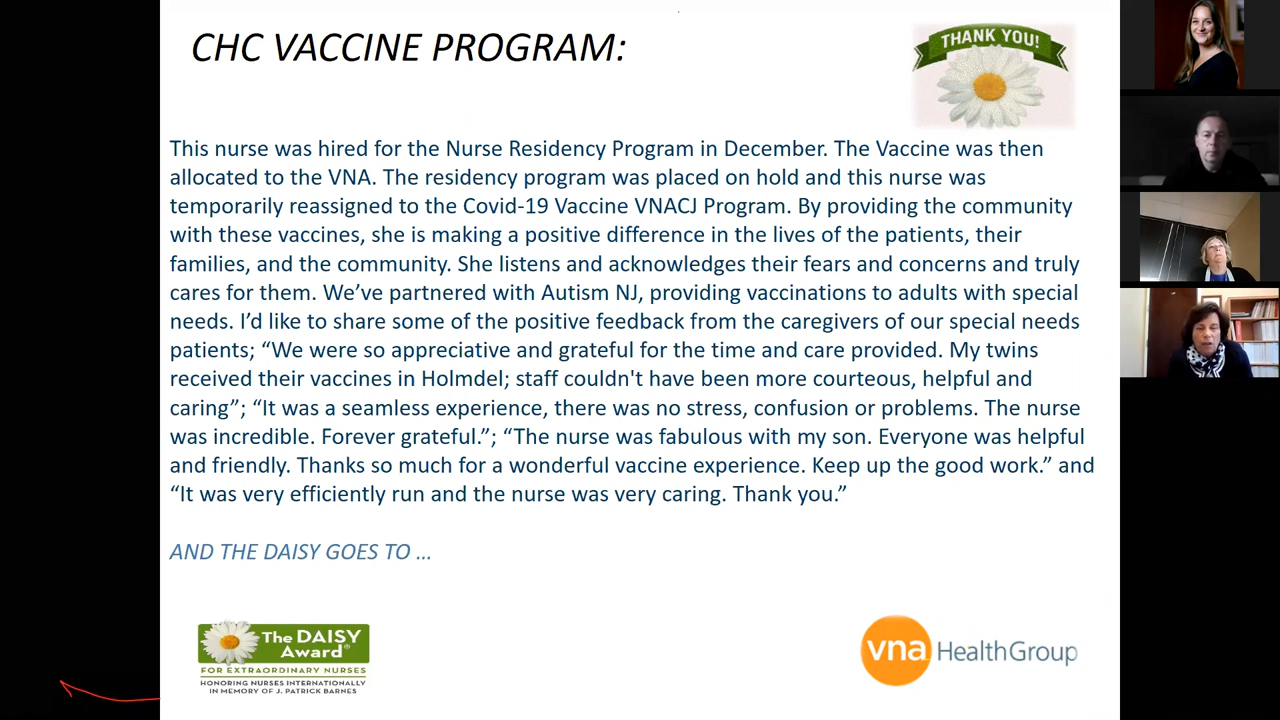 CHC VACCINE PROGRAM:
THANK YOU!
This nurse was hired for the Nurse Residency Program in December. The Vaccine was then
allocated to the VNA. The residency program was placed on hold and this nurse was
temporarily reassigned to the Covid-19 Vaccine VNACJ Program. By providing the community
with these vaccines, she is making a positive difference in the lives of the patients, their
families, and the community. She listens and acknowledges their fears and concerns and truly
cares for them. We’ve partnered with Autism NJ, providing vaccinations to adults with special
needs. I’d like to share some of the positive feedback from the caregivers of our special needs
patients; “We were so appreciative and grateful for the time and care provided. My twins
received their vaccines in Holmdel; staff couldn't have been more courteous, helpful and
caring”; “It was a seamless experience, there was no stress, confusion or problems. The nurse
was incredible. Forever grateful.”; “The nurse was fabulous with my son. Everyone was helpful
and friendly. Thanks so much for a wonderful vaccine experience. Keep up the good work.” and
“It was very efficiently run and the nurse was very caring. Thank you.”
AND THE DAISY GOES TO …
The DAISY
Award®
FOR EXTRAORDINARY NURSES
HONORING NURSES INTERNATIONALLY
IN MEMORY OF J. PATRICK BARNES
vna HealthGroup